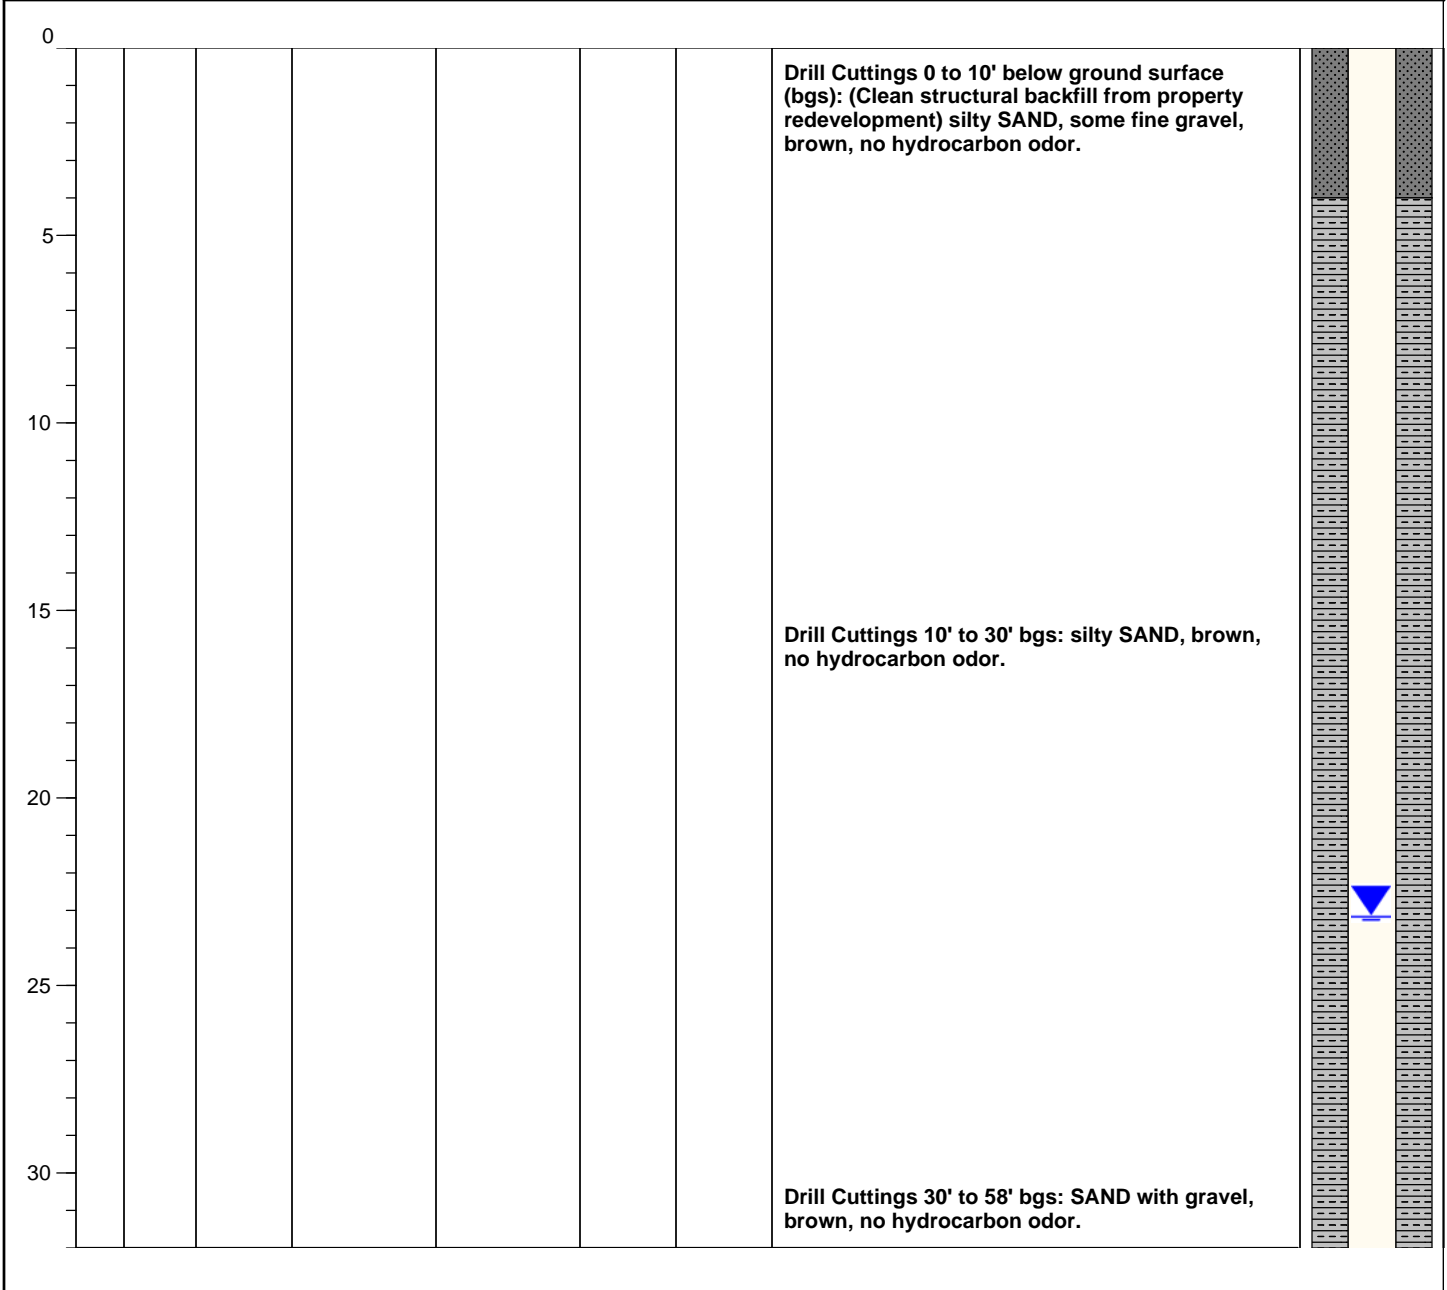 0
Drill Cuttings 0 to 10' below ground surface
(bgs): (Clean structural backfill from property
redevelopment) silty SAND, some fine gravel,
brown, no hydrocarbon odor.
5
10
15
Drill Cuttings 10' to 30' bgs: silty SAND, brown,
no hydrocarbon odor.
20
25
30
Drill Cuttings 30' to 58' bgs: SAND with gravel,
brown, no hydrocarbon odor.